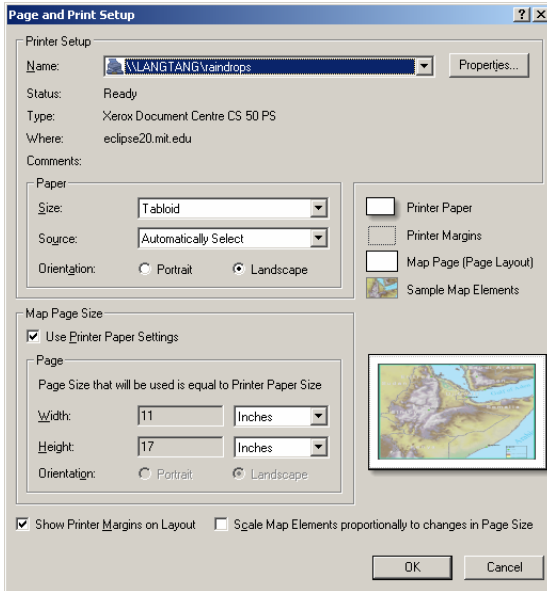 Page and Print Setup
Printer Setup
Name: \\LANGTANG\raindrops Properties...
Status: Ready
Type: Xerox Document Centre CS 50 PS
Where: eclipse20.mit.edu
Comments:
Paper
Size: Tabloid
Source: Automatically Select
Orientation: Portrait Landscape
Printer Paper
Printer Margins
Map Page (Page Layout)
Sample Map Elements
Map Page Size
Use Printer Paper Settings
Page
Page Size that will be used is equal to Printer Paper Size
Width: 11 Inches
Height: 17 Inches
Orientation: Portrait Landscape
Show Printer Margins on Layout Scale Map Elements proportionally to changes in Page Size
OK Cancel